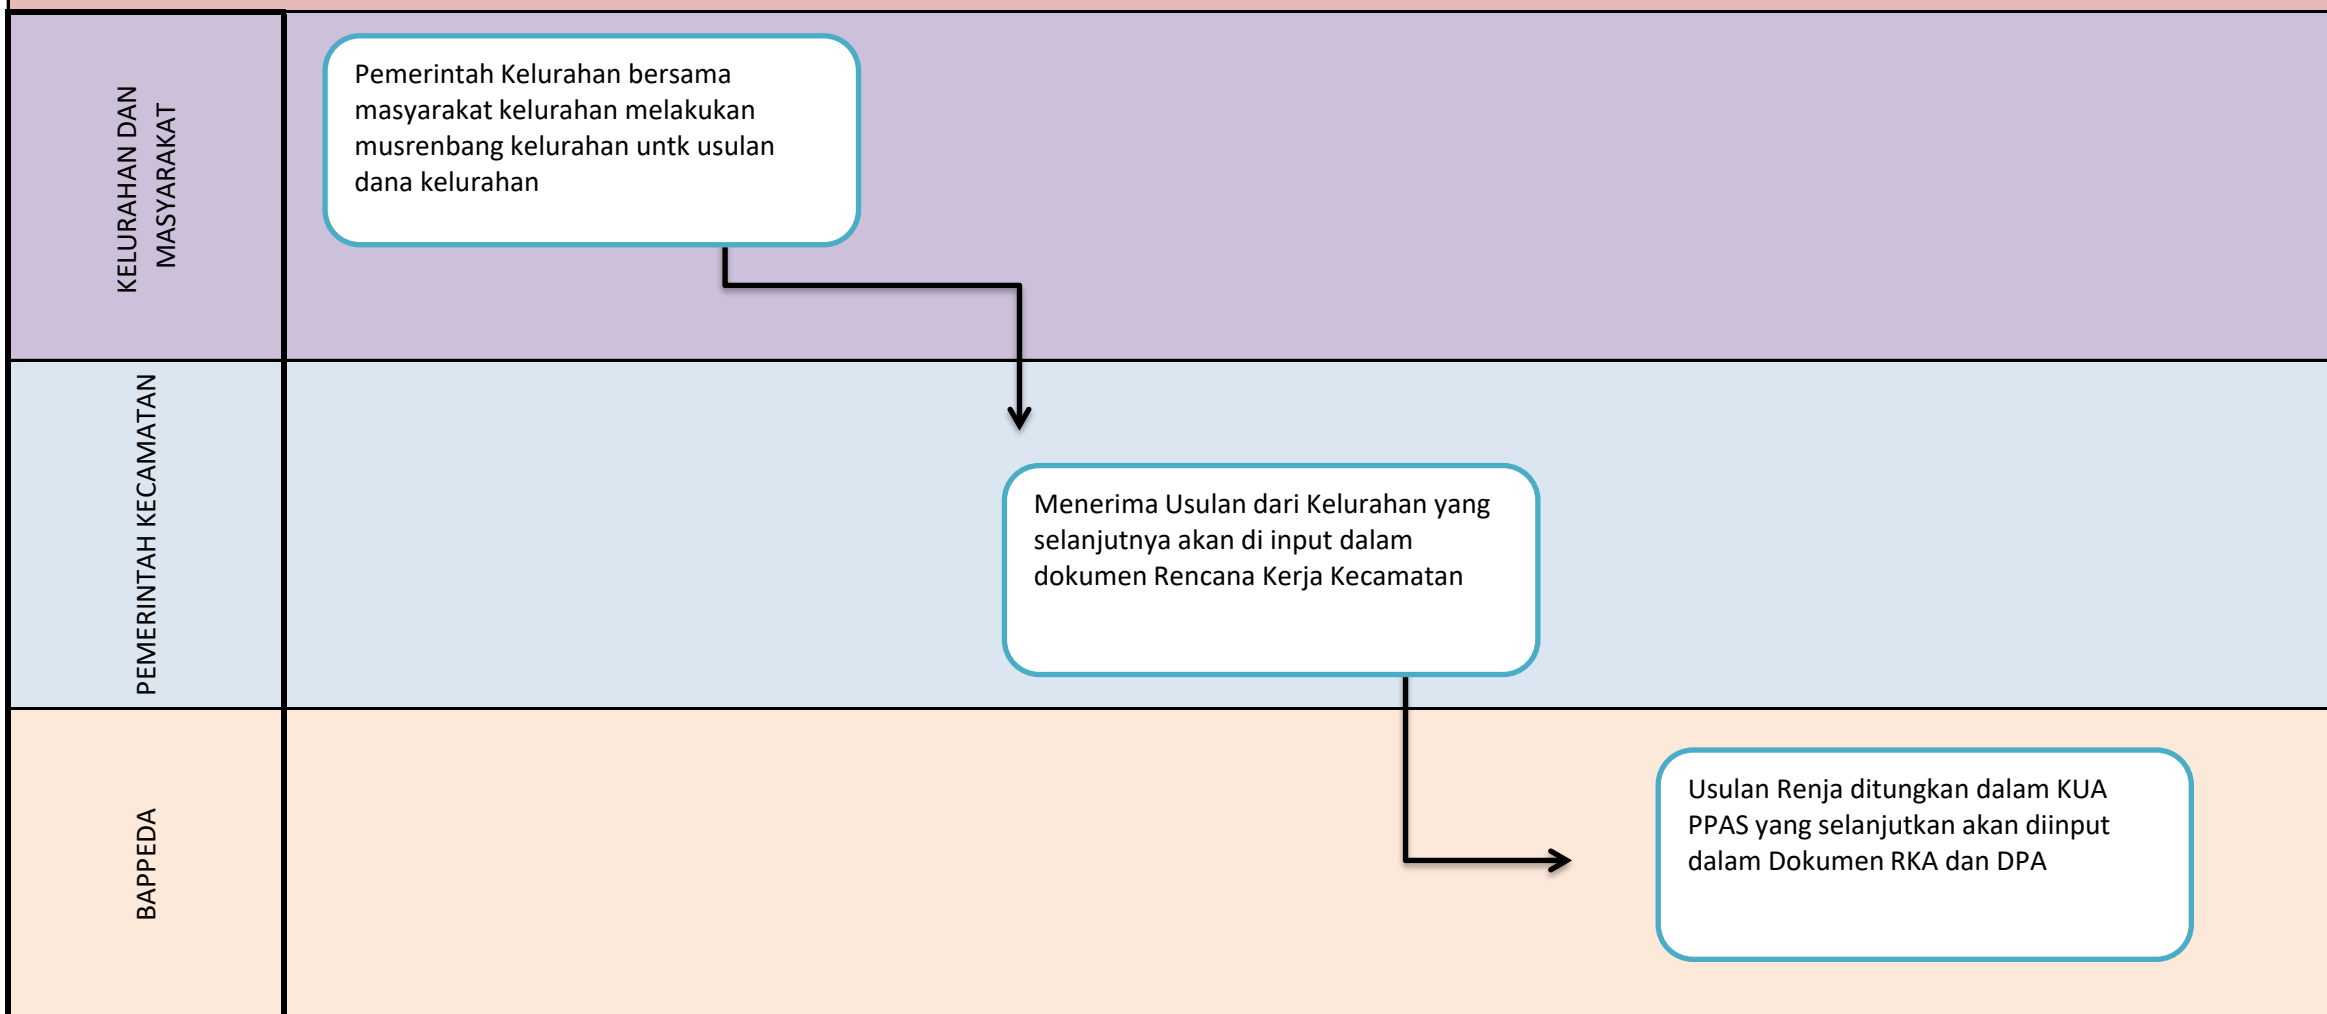 KELURAHAN DAN
MASYARAKAT
Pemerintah Kelurahan bersama
masyarakat kelurahan melakukan
musrenbang kelurahan untk usulan
dana kelurahan
PEMERINTAH KECAMATAN
Menerima Usulan dari Kelurahan yang
selanjutnya akan di input dalam
dokumen Rencana Kerja Kecamatan
BAPPEDA
Usulan Renja ditungkan dalam KUA
PPAS yang selanjutkan akan diinput
dalam Dokumen RKA dan DPA